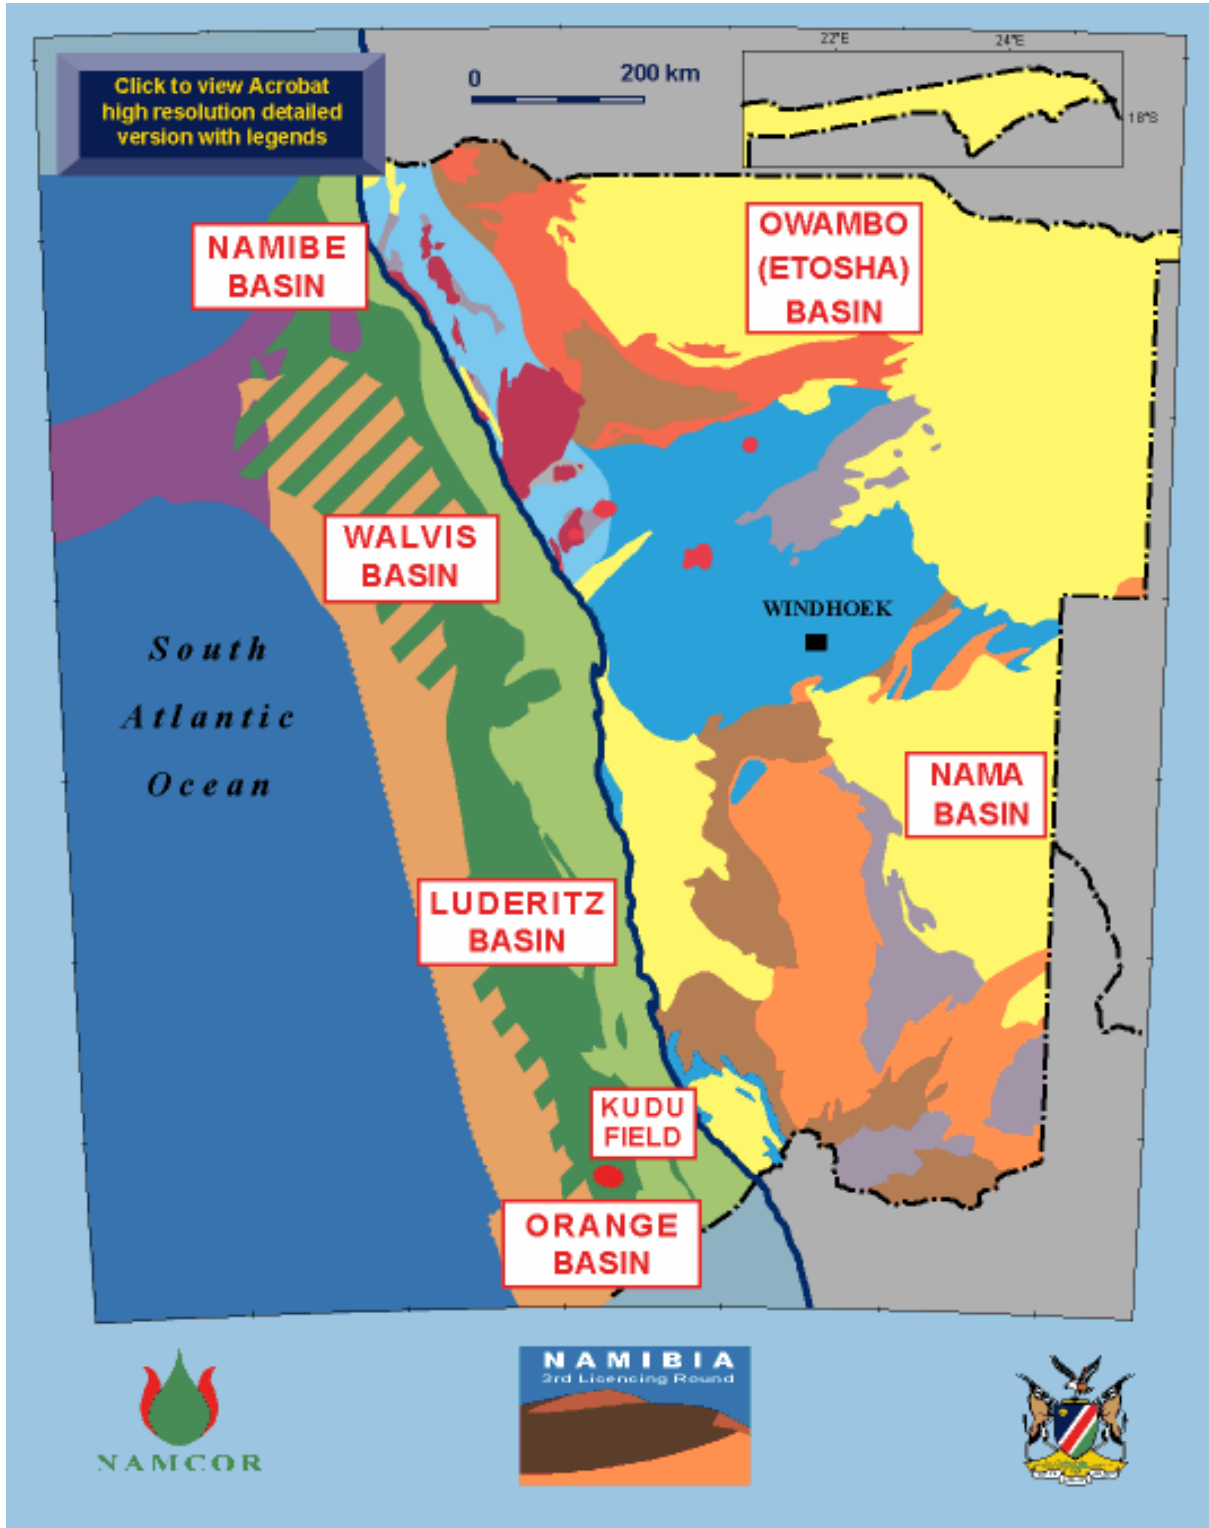 22°E
24°E
18°S
0
200 km
Click to view Acrobat
high resolution detailed
version with legends
NAMIBE
BASIN
OWAMBO
(ETOSHA)
BASIN
WALVIS
BASIN
WINDHOEK
South
Atlantic
Ocean
NAMA
BASIN
LUDERITZ
BASIN
KUDU
FIELD
ORANGE
BASIN
NAMCOR
NAMIBIA
3rd Licencing Round